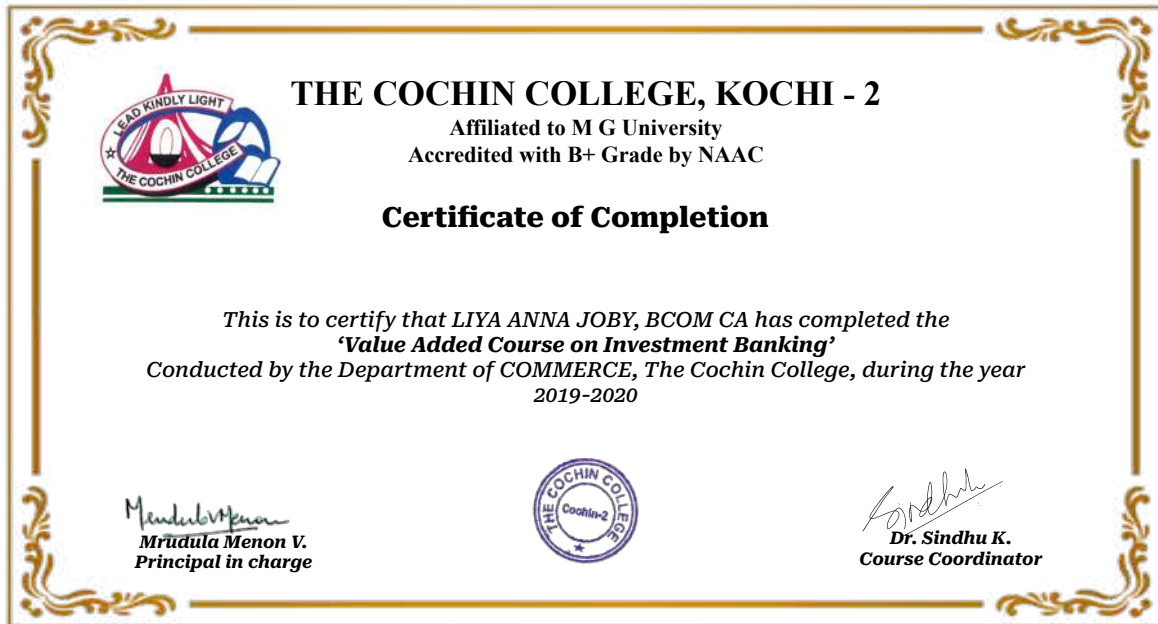 LEAD KINDLY LIGHT
THE COCHIN COLLEGE
THE COCHIN COLLEGE, KOCHI - 2
Affiliated to M G University
Accredited with B+ Grade by NAAC
Certificate of Completion
This is to certify that LIYA ANNA JOBY, BCOM CA has completed the
‘Value Added Course on Investment Banking’
Conducted by the Department of COMMERCE, The Cochin College, during the year
2019-2020
Mrudula Menon V.
Principal in charge
THE COCHIN COLLEGE
Cochin-2
Sindhu
Dr. Sindhu K.
Course Coordinator